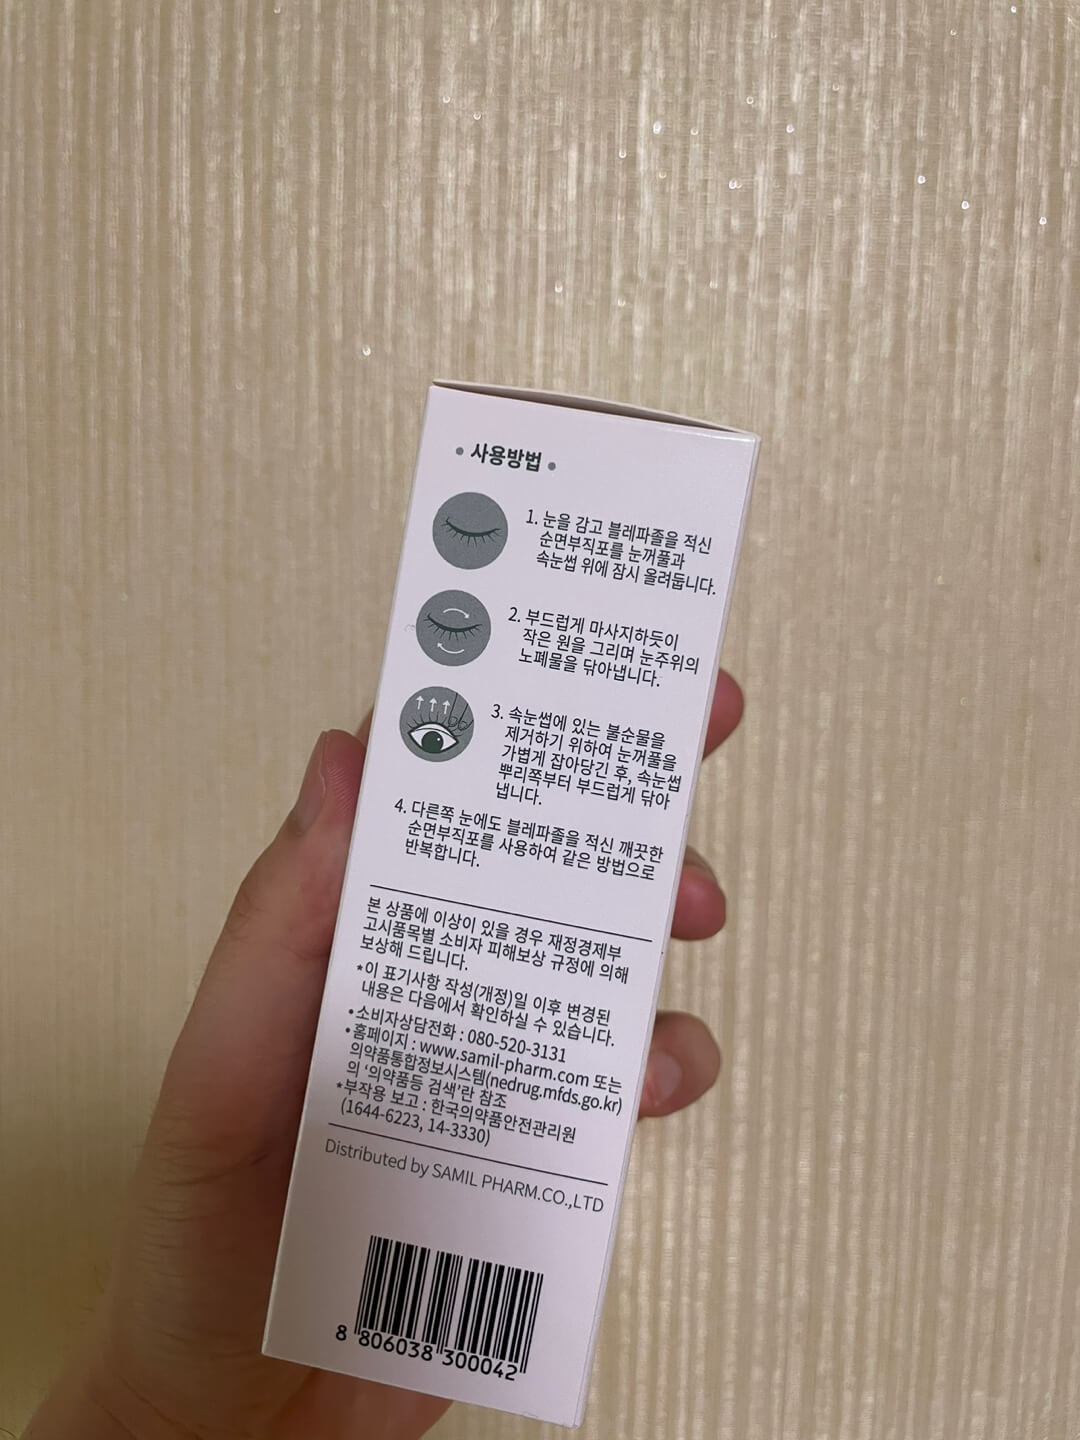 • 사용방법 •
1. 눈을 감고 블레파졸을 적신
순면부직포를 눈꺼풀과
속눈썹 위에 잠시 올려둡니다.
2. 부드럽게 마사지하듯이
작은 원을 그리며 눈주위의
노폐물을 닦아냅니다.
3. 속눈썹에 있는 불순물을
제거하기 위하여 눈꺼풀을
가볍게 잡아당긴 후, 속눈썹
뿌리쪽부터 부드럽게 닦아
냅니다.
4. 다른쪽 눈에도 블레파졸을 적신 깨끗한
순면부직포를 사용하여 같은 방법으로
반복합니다.
본 상품에 이상이 있을 경우 재정경제부
고시품목별 소비자 피해보상 규정에 의해
보상해 드립니다.
*이 표기사항 작성(개정)일 이후 변경된
내용은 다음에서 확인하실 수 있습니다.
• 소비자상담전화 : 080-520-3131
• 홈페이지 : www.samil-pharm.com 또는
의약품통합정보시스템(nedrug.mfds.go.kr)
의 '의약품등 검색'란 참조
*부작용 보고 : 한국의약품안전관리원
(1644-6223, 14-3330)
Distributed by SAMIL PHARM.CO.,LTD
8 806038 300042